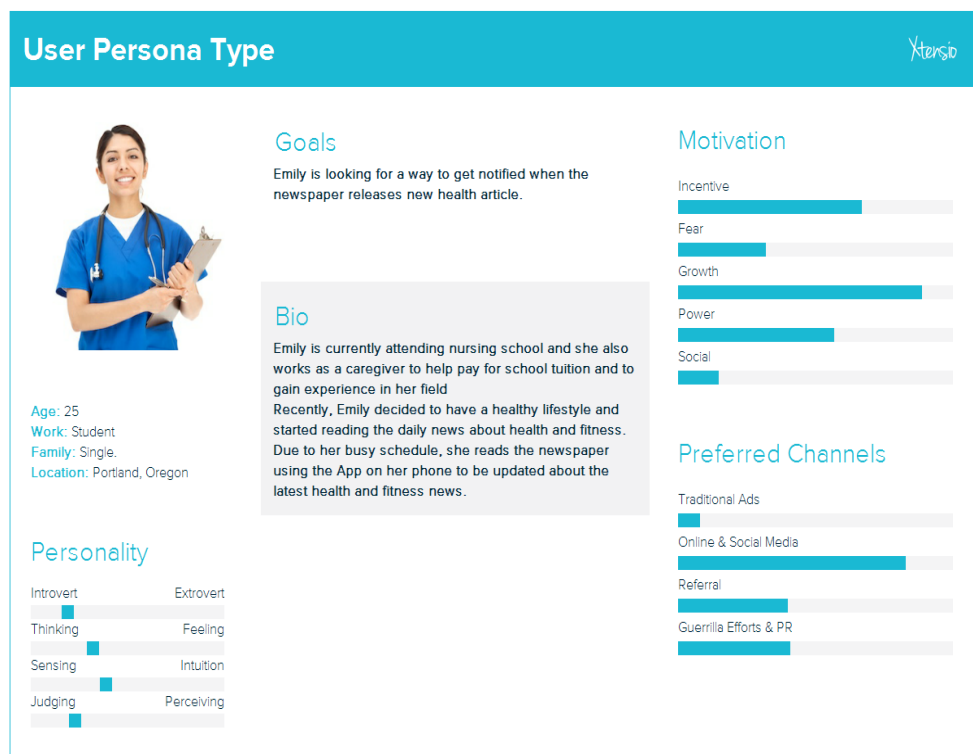 User Persona Type
Xtensio
Goals
Emily is looking for a way to get notified when the
newspaper releases new health article.
Bio
Emily is currently attending nursing school and she also
works as a caregiver to help pay for school tuition and to
gain experience in her field
Recently, Emily decided to have a healthy lifestyle and
started reading the daily news about health and fitness.
Due to her busy schedule, she reads the newspaper
using the App on her phone to be updated about the
latest health and fitness news.
Age: 25
Work: Student
Family: Single.
Location: Portland, Oregon
Personality
Introvert Extrovert
Thinking Feeling
Sensing Intuition
Judging Perceiving
Motivation
Incentive
Fear
Growth
Power
Social
Preferred Channels
Traditional Ads
Online & Social Media
Referral
Guerrilla Efforts & PR